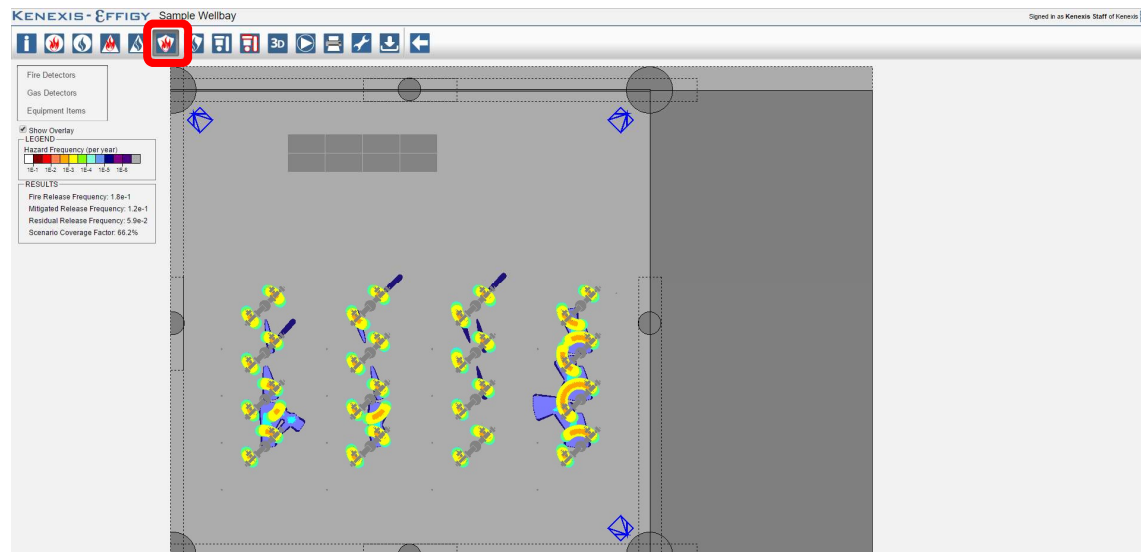 KENEXIS-EFFIGY Sample Wellbay
Signed in as Kenexis Staff of Kenexis
3D
Fire Detectors
Gas Detectors
Equipment Items
Show Overlay
LEGEND
Hazard Frequency (per year)
1E-1 1E-2 1E-3 1E-4 1E-5 1E-6
RESULTS
Fire Release Frequency: 1.8e-1
Mitigated Release Frequency: 1.2e-1
Residual Release Frequency: 5.9e-2
Scenario Coverage Factor: 66.2%